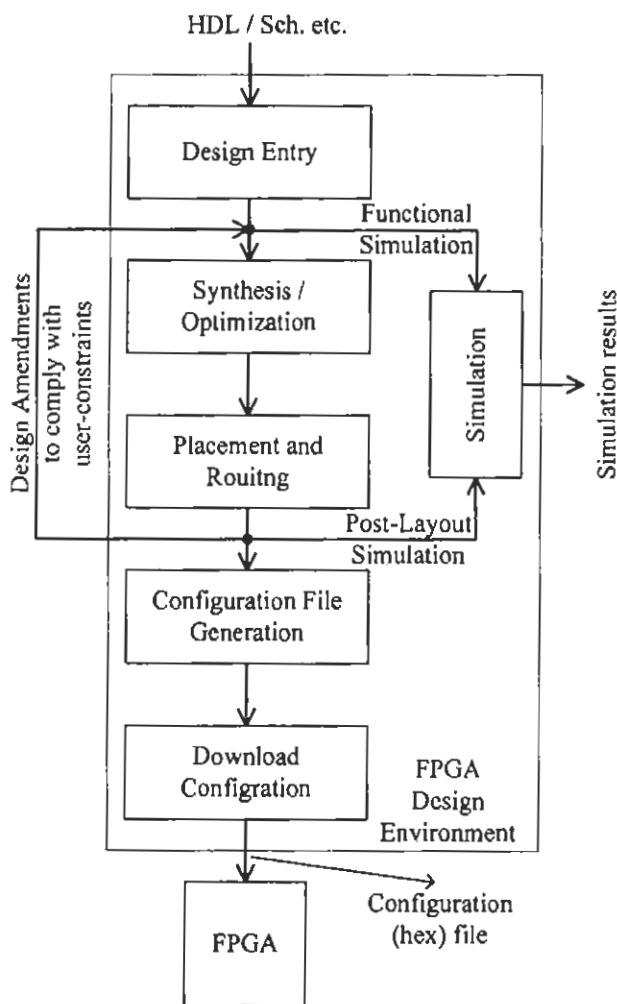 HDL / Sch. etc.
Design Entry
Functional
Simulation
Synthesis /
Optimization
Design Amendments
to comply with
user-constraints
Simulation
Simulation results
Placement and
Rouitng
Post-Layout
Simulation
Configuration File
Generation
Download
Configration
FPGA
Design
Environment
Configuration
(hex) file
FPGA